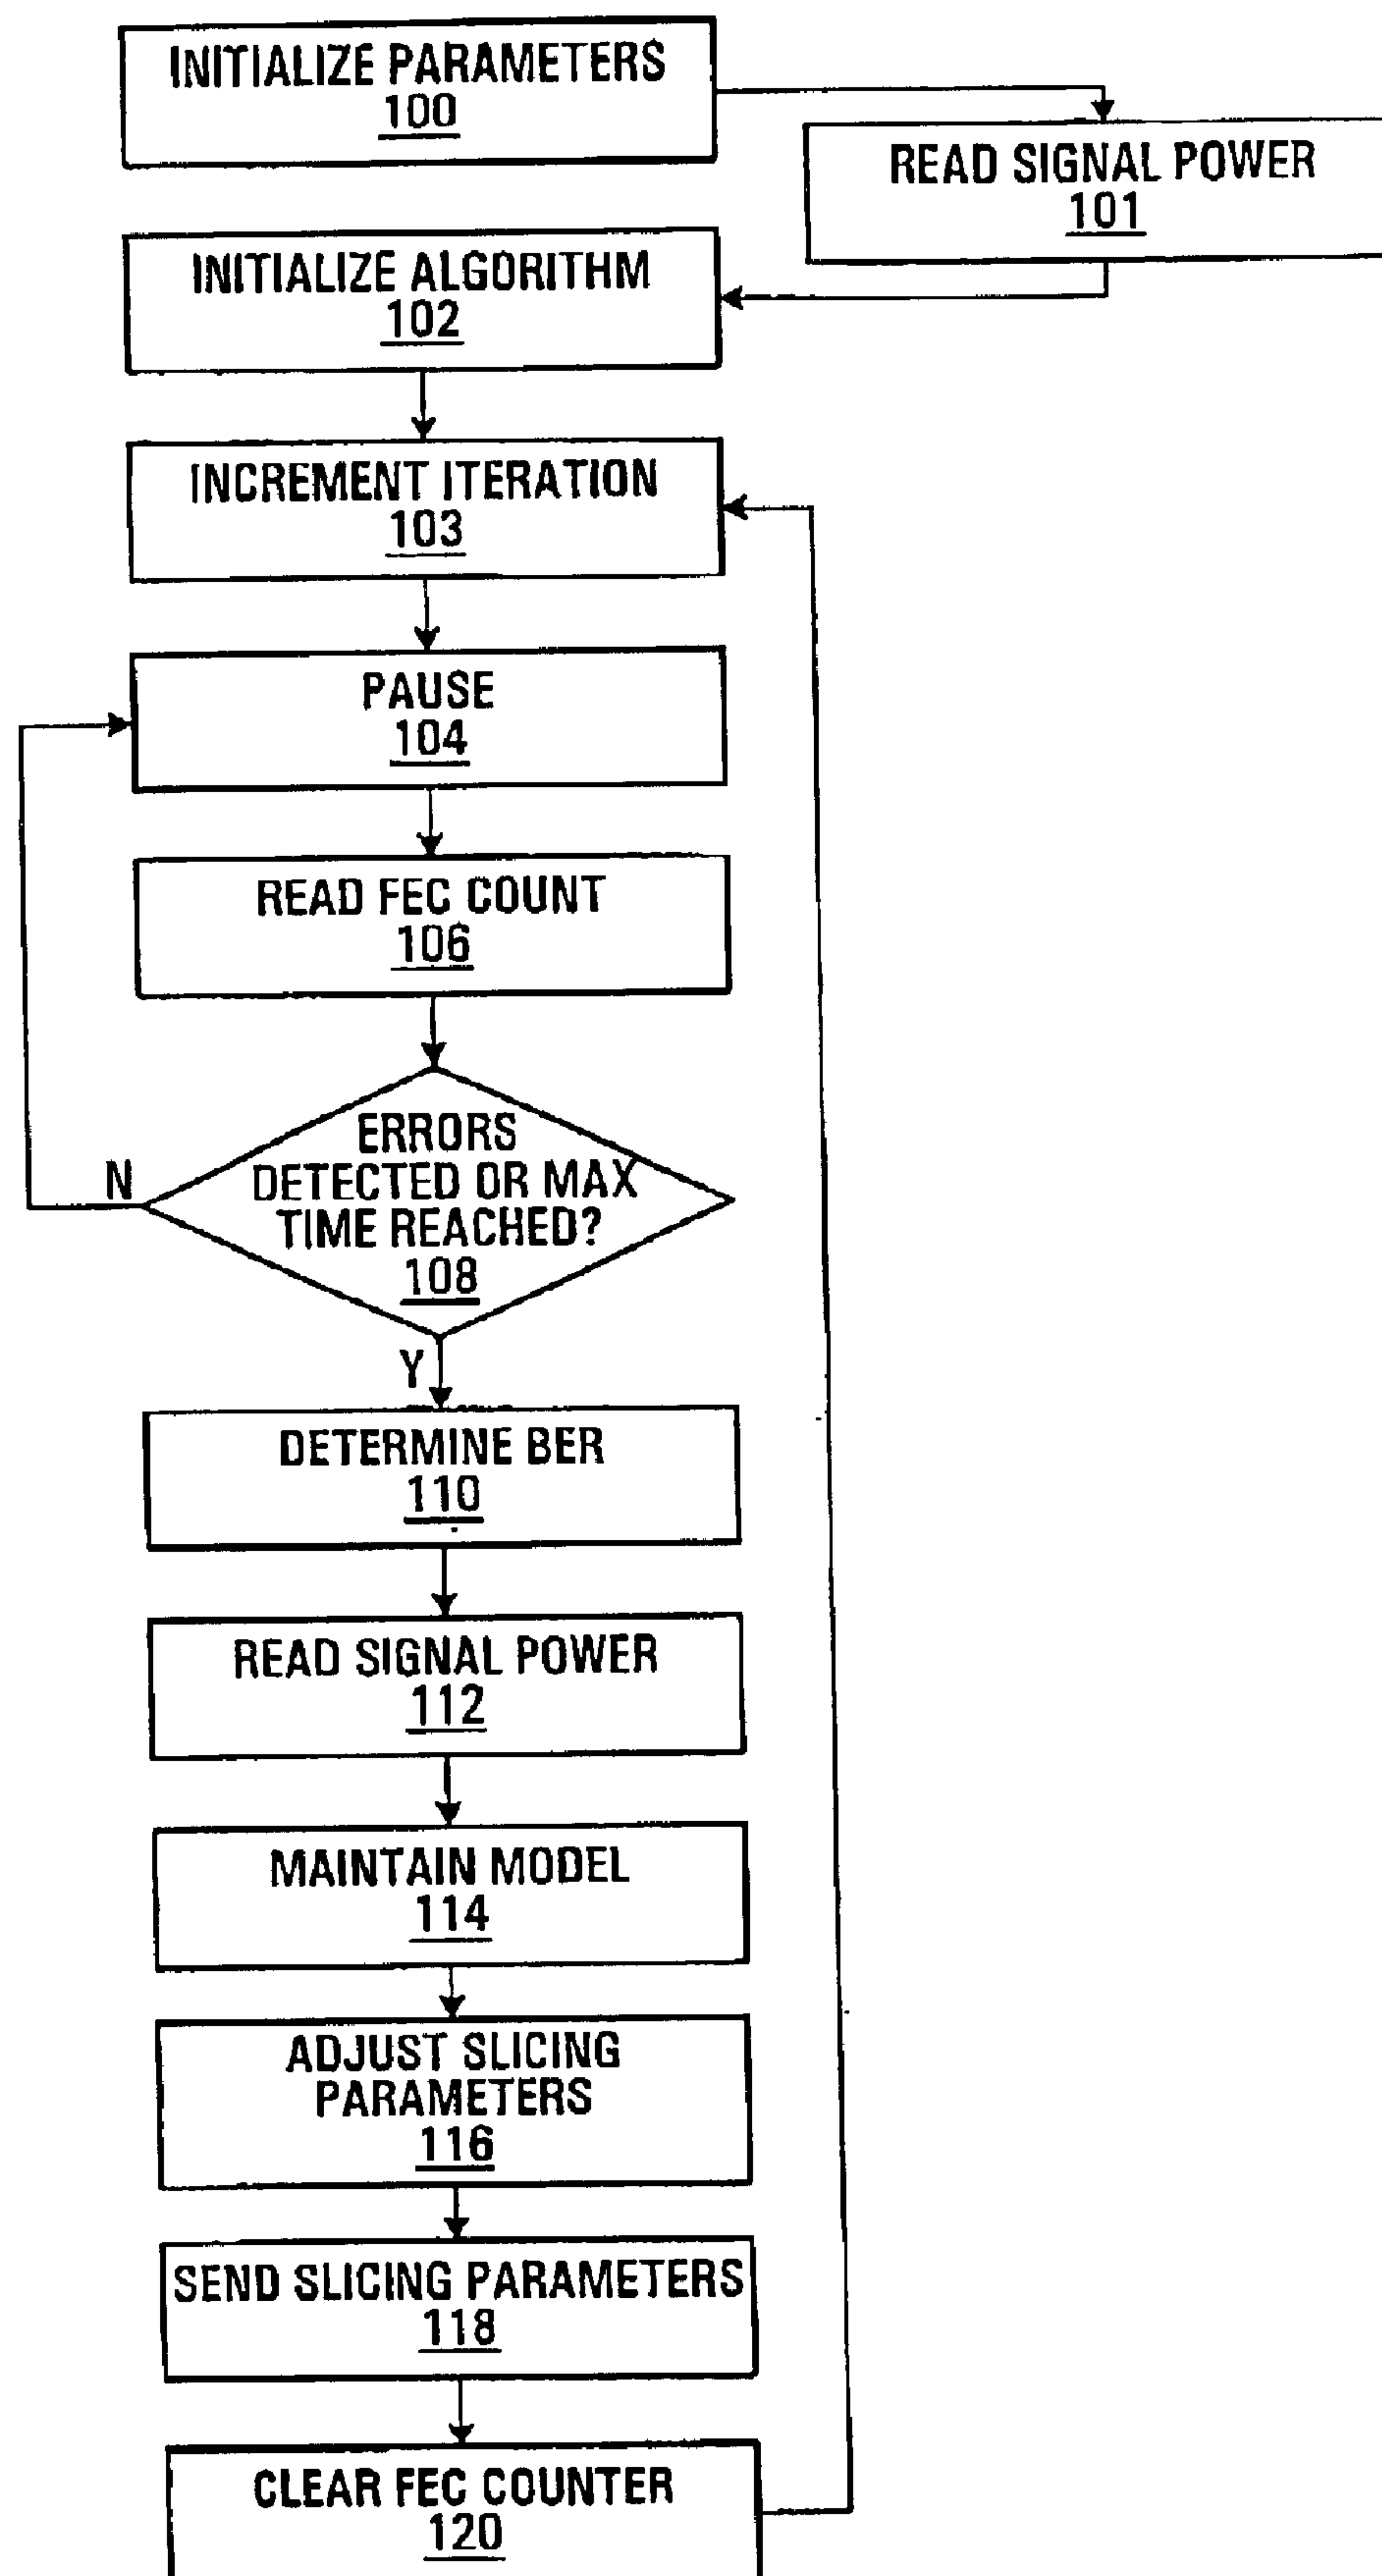 INITIALIZE PARAMETERS
100
READ SIGNAL POWER
101
INITIALIZE ALGORITHM
102
INCREMENT ITERATION
103
PAUSE
104
READ FEC COUNT
106
ERRORS
DETECTED OR MAX
TIME REACHED?
108
N
Y
DETERMINE BER
110
READ SIGNAL POWER
112
MAINTAIN MODEL
114
ADJUST SLICING
PARAMETERS
116
SEND SLICING PARAMETERS
118
CLEAR FEC COUNTER
120